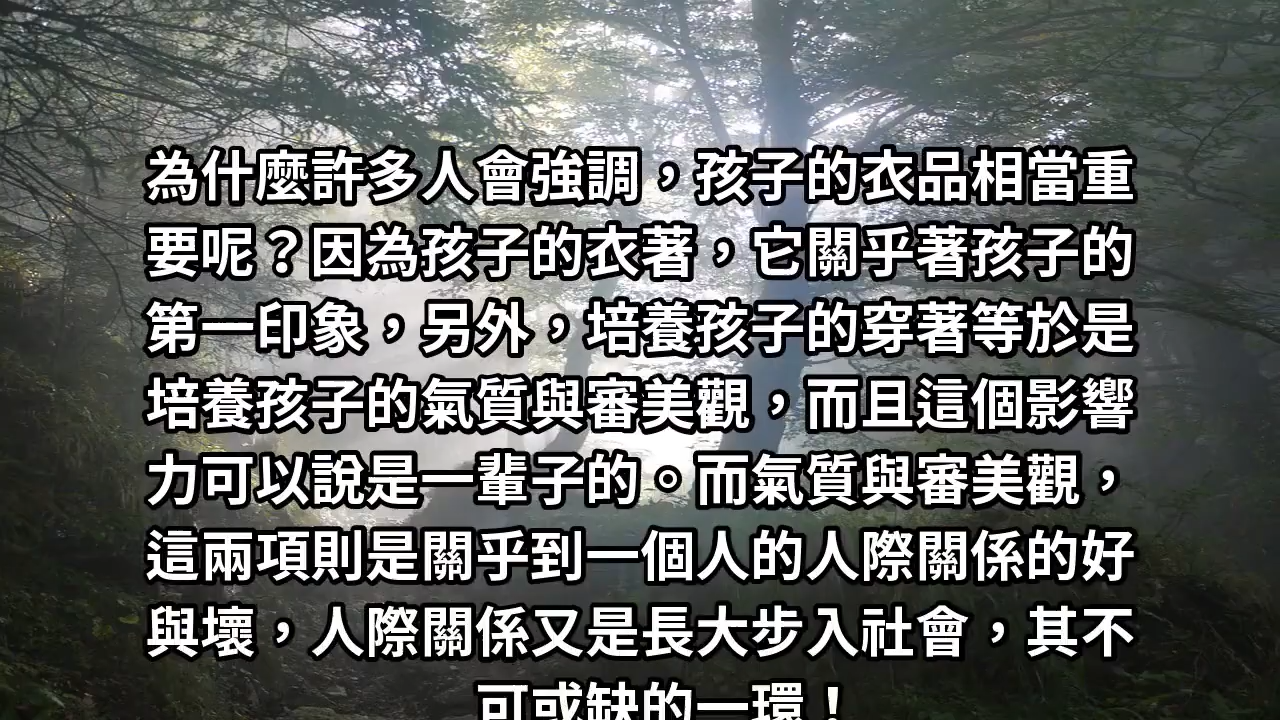 為什麼許多人會強調，孩子的衣品相當重
要呢？因為孩子的衣著，它關乎著孩子的
第一印象，另外，培養孩子的穿著等於是
培養孩子的氣質與審美觀，而且這個影響
力可以說是一輩子的。而氣質與審美觀，
這兩項則是關乎到一個人的人際關係的好
與壞，人際關係又是長大步入社會，其不
可或缺的一環！